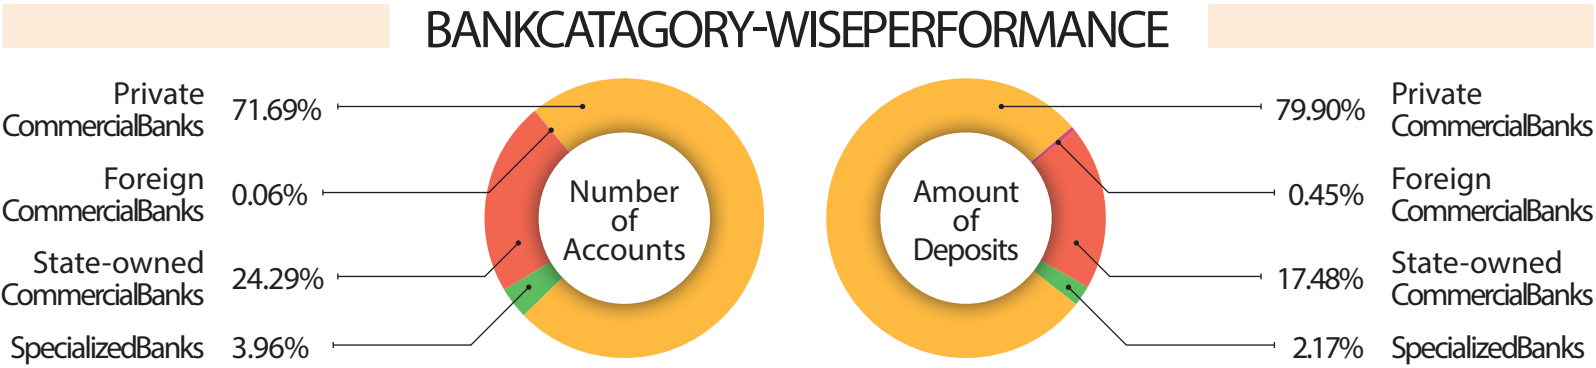 BANKCATAGORY-WISEPERFORMANCE
Private
CommercialBanks
71.69%
Foreign
CommercialBanks
0.06%
State-owned
CommercialBanks
24.29%
SpecializedBanks
3.96%
Number
of
Accounts
Amount
of
Deposits
79.90%
Private
CommercialBanks
0.45%
Foreign
CommercialBanks
17.48%
State-owned
CommercialBanks
2.17%
SpecializedBanks